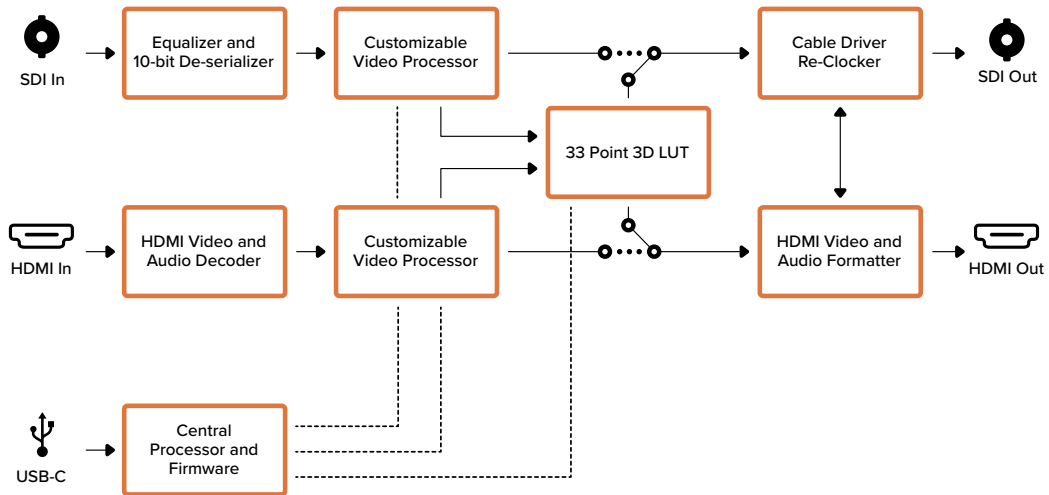 SDI In
Equalizer and
10-bit De-serializer
Customizable
Video Processor
Cable Driver
Re-Clocker
SDI Out
33 Point 3D LUT
HDMI In
HDMI Video and
Audio Decoder
Customizable
Video Processor
HDMI Video and
Audio Formatter
HDMI Out
USB-C
Central
Processor and
Firmware